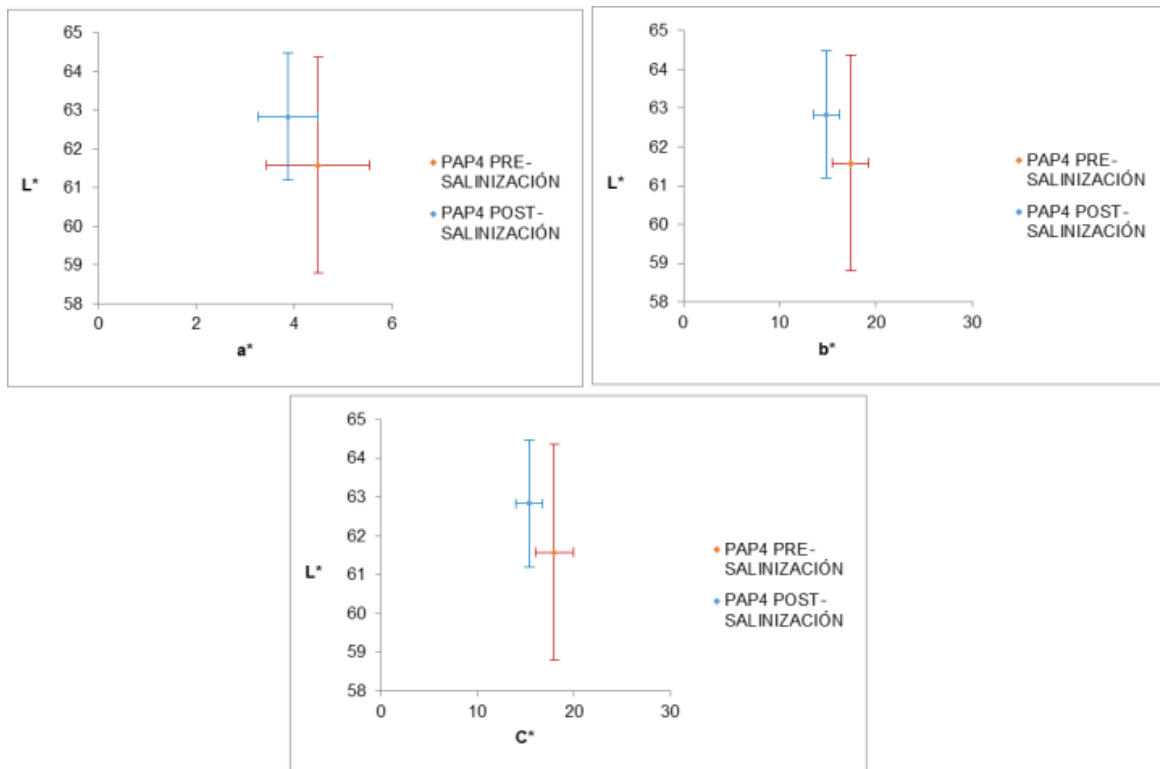 65
64
63
62
61
60
59
58
L*
0
2
4
6
a*
PAP4 PRE-
SALINIZACIÓN
PAP4 POST-
SALINIZACIÓN
65
64
63
62
61
60
59
58
L*
0
10
20
30
b*
PAP4 PRE-
SALINIZACIÓN
PAP4 POST-
SALINIZACIÓN
65
64
63
62
61
60
59
58
L*
0
10
20
30
C*
PAP4 PRE-
SALINIZACIÓN
PAP4 POST-
SALINIZACIÓN